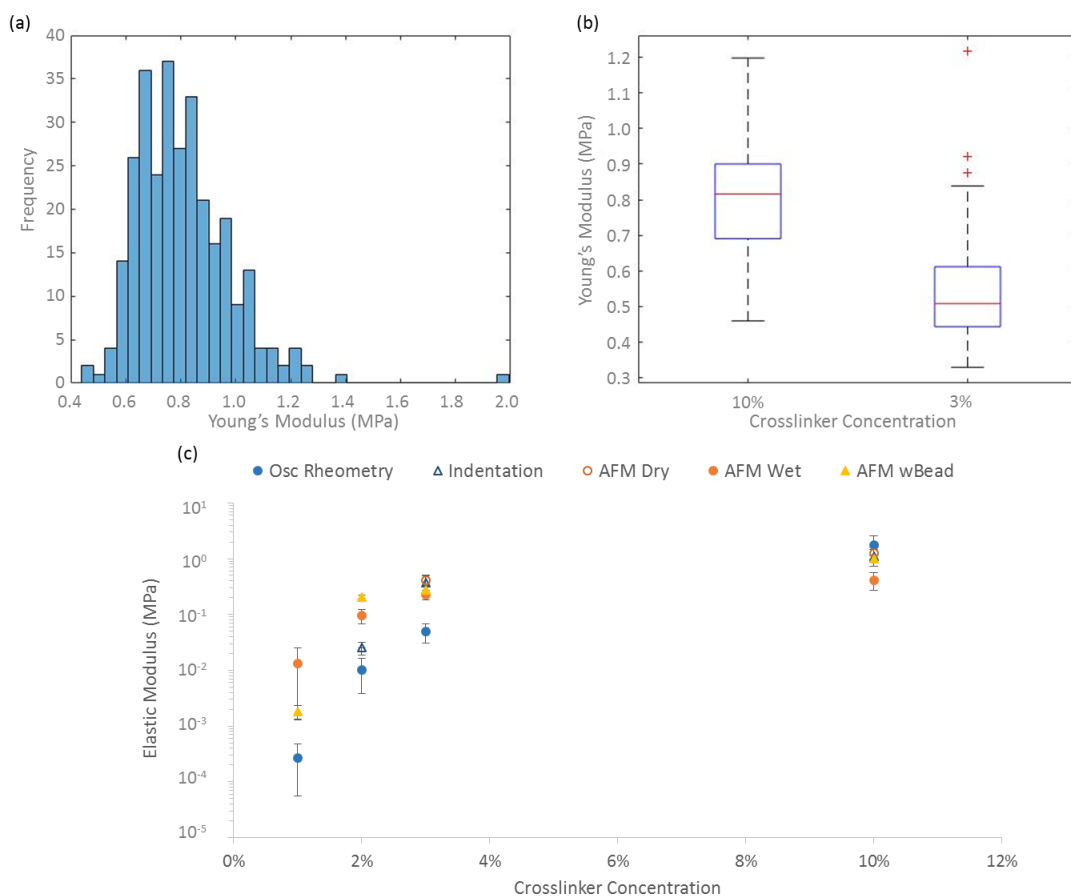 (a)
40
35
30
25
20
15
10
5
0
Frequency
0.4 0.6 0.8 1.0 1.2 1.4 1.6 1.8 2.0
Young's Modulus (MPa)
(b)
1.2
1.1
1.0
0.9
0.8
0.7
0.6
0.5
0.4
0.3
Young's Modulus (MPa)
10% 3%
Crosslinker Concentration
(c)
Osc Rheometry Indentation AFM Dry AFM Wet AFM wBead
10¹
10⁰
10⁻¹
10⁻²
10⁻³
10⁻⁴
10⁻⁵
Elastic Modulus (MPa)
0% 2% 4% 6% 8% 10% 12%
Crosslinker Concentration